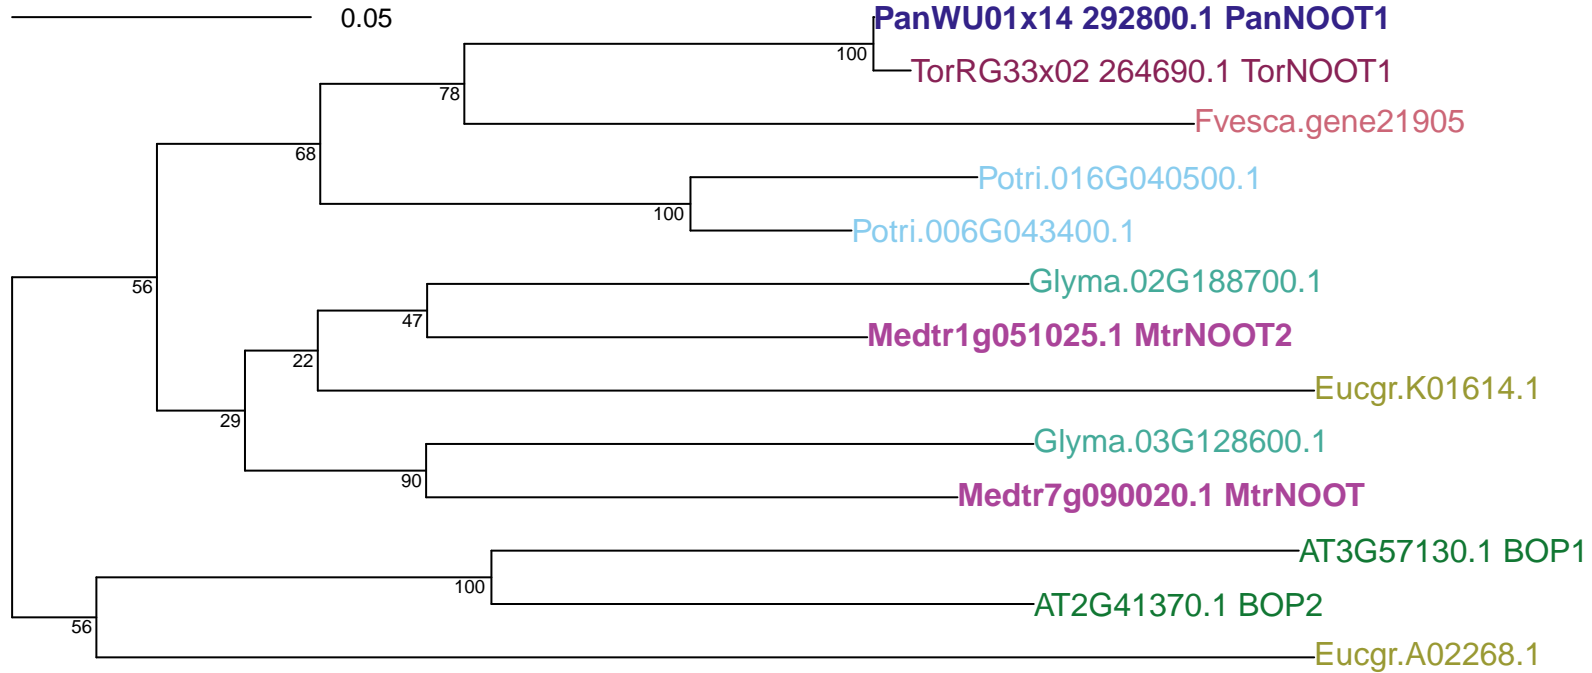 0.05
PanWU01x14 292800.1 PanNOOT1
100
TorRG33x02 264690.1 TorNOOT1
78
Fvesca.gene21905
68
Potri.016G040500.1
100
Potri.006G043400.1
56
Glyma.02G188700.1
47
Medtr1g051025.1 MtrNOOT2
22
Eucgr.K01614.1
29
Glyma.03G128600.1
90
Medtr7g090020.1 MtrNOOT
AT3G57130.1 BOP1
100
AT2G41370.1 BOP2
56
Eucgr.A02268.1